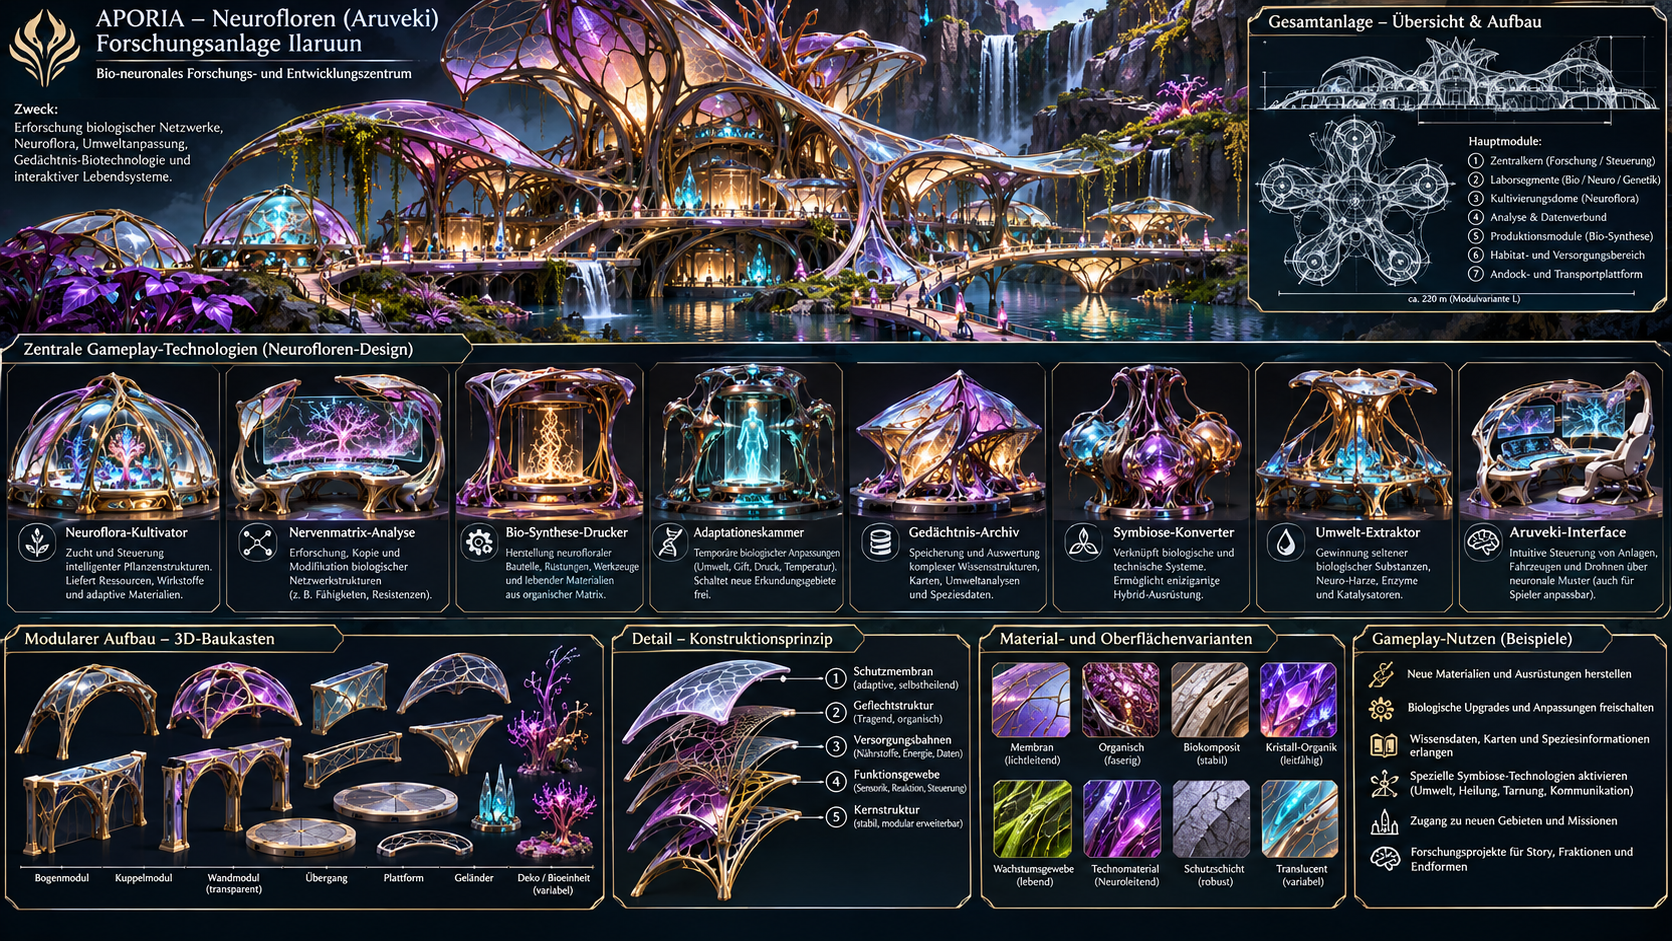 APORIA – Neurofloren (Aruveki)
Forschungsanlage Ilaruun
Bio-neuronales Forschungs- und Entwicklungszentrum
Zweck:
Erforschung biologischer Netzwerke,
Neuroflora, Umweltanpassung,
Gedächtnis-Biotechnologie und
interaktiver Lebendsysteme.
Gesamtanlage – Übersicht & Aufbau
Hauptmodule:
1 Zentralkern (Forschung / Steuerung)
2 Laborsegmente (Bio / Neuro / Genetik)
3 Kultivierungsdome (Neuroflora)
4 Analyse & Datenverbund
5 Produktionsmodule (Bio-Synthese)
6 Habitat- und Versorgungsbereich
7 Andock- und Transportplattform
ca. 220 m (Modulvariante L)
Zentrale Gameplay-Technologien (Neurofloren-Design)
Neuroflora-Kultivator
Zucht und Steuerung
intelligenter Pflanzenstrukturen.
Liefert Ressourcen, Wirkstoffe
und adaptive Materialien.
Nervenmatrix-Analyse
Erforschung, Kopie und
Modifikation biologischer
Netzwerkstrukturen
(z. B. Fähigkeiten, Resistenzen).
Bio-Synthese-Drucker
Herstellung neurofloraler
Bauteile, Rüstungen, Werkzeuge
und lebender Materialien
aus organischer Matrix.
Adaptationeskammer
Temporäre biologischer Anpassungen
(Umwelt, Gift, Druck, Temperatur).
Schaltet neue Erkundungsgebiete
frei.
Gedächtnis-Archiv
Speicherung und Auswertung
komplexer Wissensstrukturen,
Karten, Umweltanalysen
und Speziesdaten.
Symbiose-Konverter
Verknüpft biologische und
technische Systeme.
Ermöglicht enizigartige
Hybrid-Ausrüstung.
Umwelt-Extraktor
Gewinnung seltener
biologischer Substanzen,
Neuro-Harze, Enzyme
und Katalysatoren.
Aruveki-Interface
Intuitive Steuerung von Anlagen,
Fahrzeugen und Drohnen über
neuronale Muster (auch für
Spieler anpassbar).
Modularer Aufbau – 3D-Baukasten
Bogenmodul
Kuppelmodul
Wandmodul
(transparent)
Übergang
Plattform
Geländer
Deko / Bioeinheit
(variabel)
Detail – Konstruktionsprinzip
1 Schutzmembran
(adaptive, selbstheilend)
2 Geflechtstruktur
(Tragend, organisch)
3 Versorgungsbahnen
(Nährstoffe, Energie, Daten)
4 Funktionsgewebe
(Sensorik, Reaktion, Steuerung)
5 Kernstruktur
(stabil, modular erweiterbar)
Material- und Oberflächenvarianten
Membran
(lichtleitend)
Organisch
(faserig)
Biokomposit
(stabil)
Kristall-Organik
(leitfähig)
Wachstumsgewebe
(lebend)
Technomaterial
(Neuroleitend)
Schutzschicht
(robust)
Translucent
(variabel)
Gameplay-Nutzen (Beispiele)
Neue Materialien und Ausrüstungen herstellen
Biologische Upgrades und Anpassungen freischalten
Wissensdaten, Karten und Speziesinformationen
erlangen
Spezielle Symbiose-Technologien aktivieren
(Umwelt, Heilung, Tarnung, Kommunikation)
Zugang zu neuen Gebieten und Missionen
Forschungsprojekte für Story, Fraktionen und
Endformen